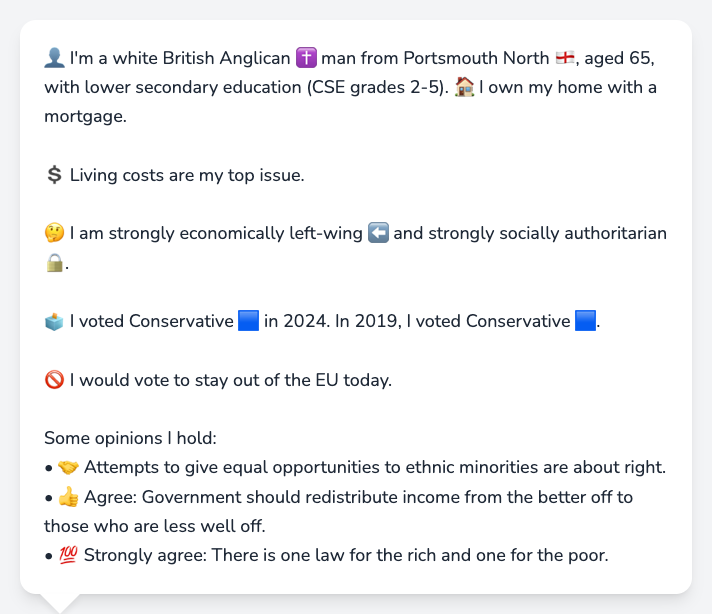 👤 I'm a white British Anglican ✝️ man from Portsmouth North 🏴󠁧󠁢󠁥󠁮󠁧󠁿, aged 65,
with lower secondary education (CSE grades 2-5). 🏠 I own my home with a
mortgage.
💲 Living costs are my top issue.
🤔 I am strongly economically left-wing ⬅️ and strongly socially authoritarian
🔒.
🗳️ I voted Conservative 🟦 in 2024. In 2019, I voted Conservative 🟦.
🚫 I would vote to stay out of the EU today.
Some opinions I hold:
• 🤝 Attempts to give equal opportunities to ethnic minorities are about right.
• 👍 Agree: Government should redistribute income from the better off to
those who are less well off.
• 💯 Strongly agree: There is one law for the rich and one for the poor.